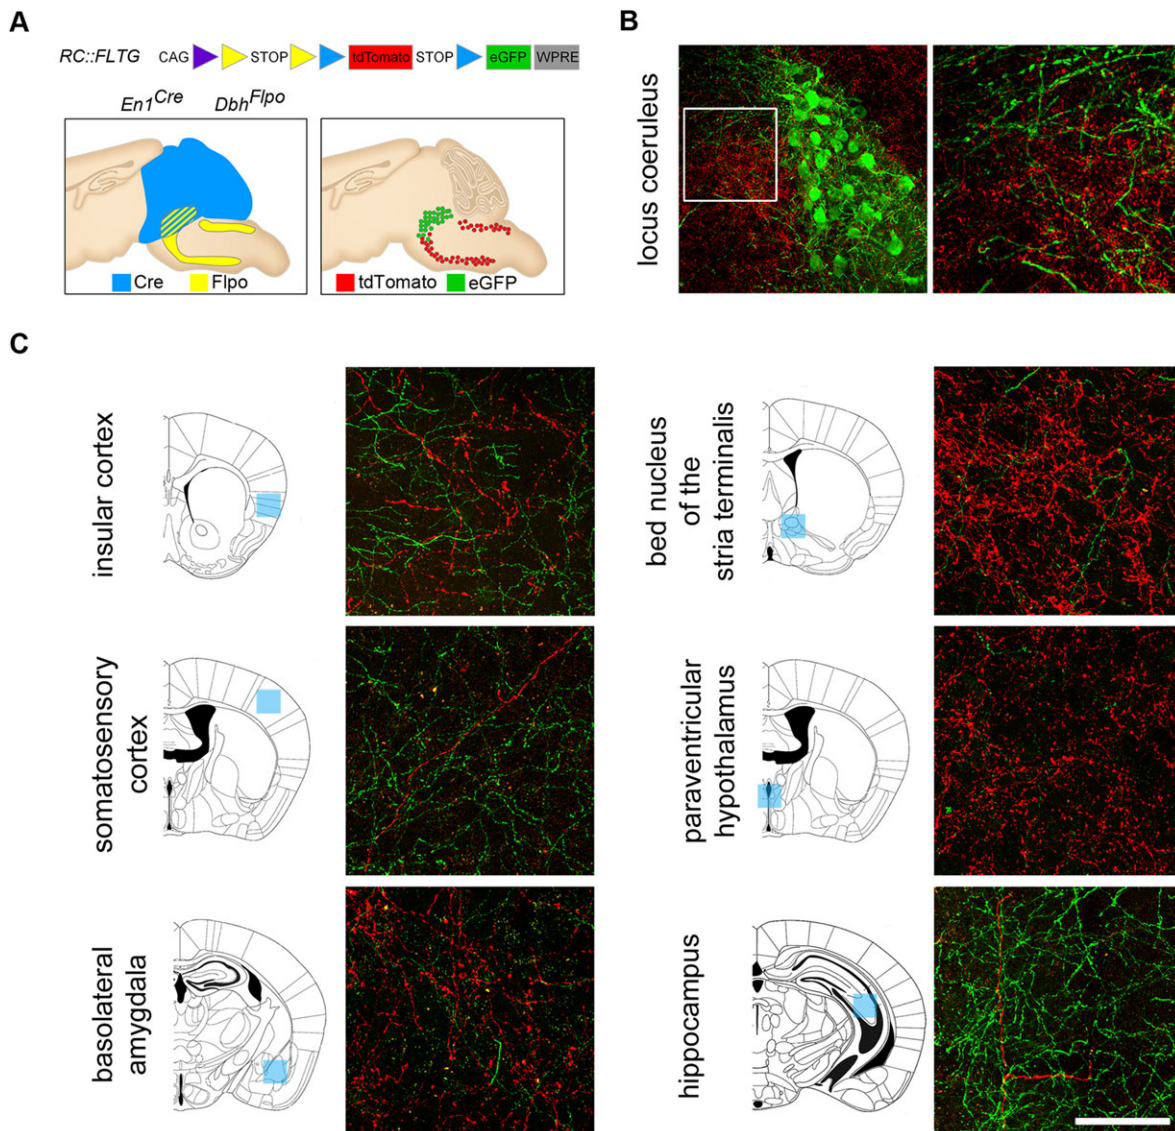 A
RC::FLTG CAG STOP tdTomato STOP eGFP WPRE
En1Cre DbhFlpo
Cre Flpo
tdTomato eGFP
B
locus coeruleus
C
insular cortex
bed nucleus
of the
stria terminalis
somatosensory
cortex
paraventricular
hypothalamus
basolateral
amygdala
hippocampus